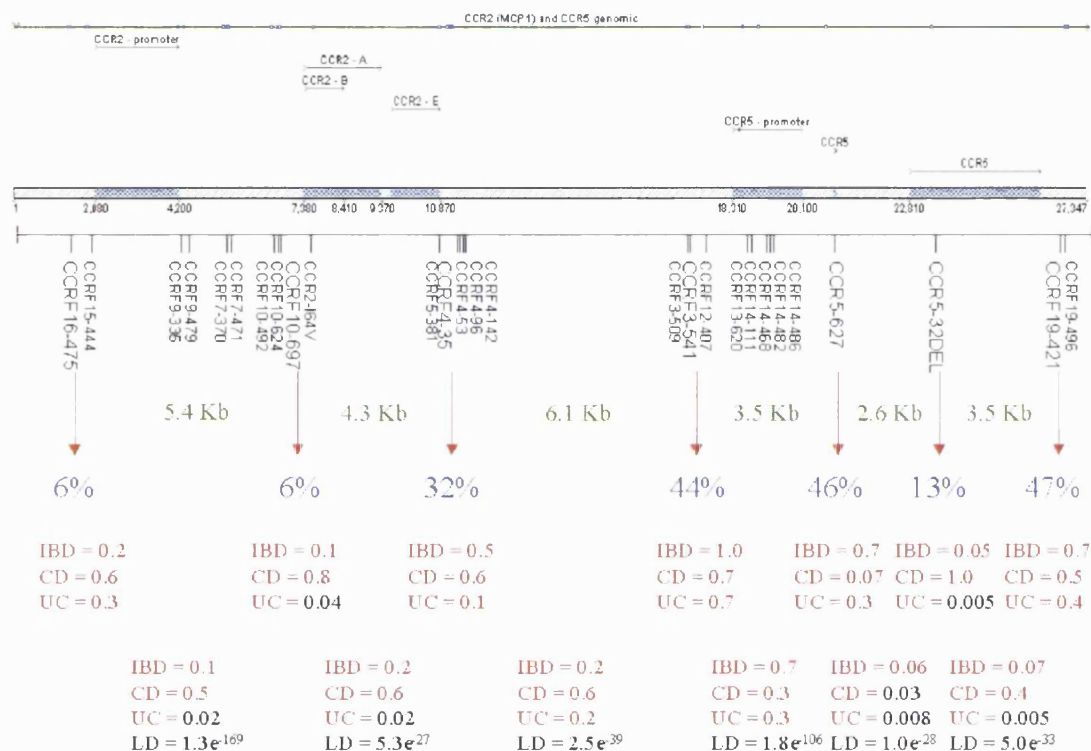 CCR2 (MCP1) and CCR5 genomic
CCR2 - promoter
CCR2 - A
CCR2 - B
CCR2 - E
CCR5 - promoter
CCR5
CCR5
1 2,880 4,200 7,380 8,410 9,370 10,870 18,310 20,100 22,810 27,347
CCRF16-475
CCRF15-444
CCRF9-336
CCRF9-479
CCRF7-370
CCRF7-471
CCRF10-492
CCRF10-624
CCRF10-697
CCR2-I64V
CCRF5-381
CCRF4-35
CCRF4-53
CCRF4-96
CCRF4-142
CCRF3-509
CCRF3-541
CCRF12-407
CCRF13-620
CCRF14-111
CCRF14-468
CCRF14-482
CCRF14-486
CCR5-627
CCR5-32DEL
CCRF19-421
CCRF19-496
5.4 Kb 4.3 Kb 6.1 Kb 3.5 Kb 2.6 Kb 3.5 Kb
6% 6% 32% 44% 46% 13% 47%
IBD = 0.2 IBD = 0.1 IBD = 0.5 IBD = 1.0 IBD = 0.7 IBD = 0.05 IBD = 0.7
CD = 0.6 CD = 0.8 CD = 0.6 CD = 0.7 CD = 0.07 CD = 1.0 CD = 0.5
UC = 0.3 UC = 0.04 UC = 0.1 UC = 0.7 UC = 0.3 UC = 0.005 UC = 0.4
IBD = 0.1 IBD = 0.2 IBD = 0.2 IBD = 0.7 IBD = 0.06 IBD = 0.07
CD = 0.5 CD = 0.6 CD = 0.6 CD = 0.3 CD = 0.03 CD = 0.4
UC = 0.02 UC = 0.02 UC = 0.2 UC = 0.3 UC = 0.008 UC = 0.005
LD = 1.3e-169 LD = 5.3e-27 LD = 2.5e-39 LD = 1.8e-106 LD = 1.0e-28 LD = 5.0e-33